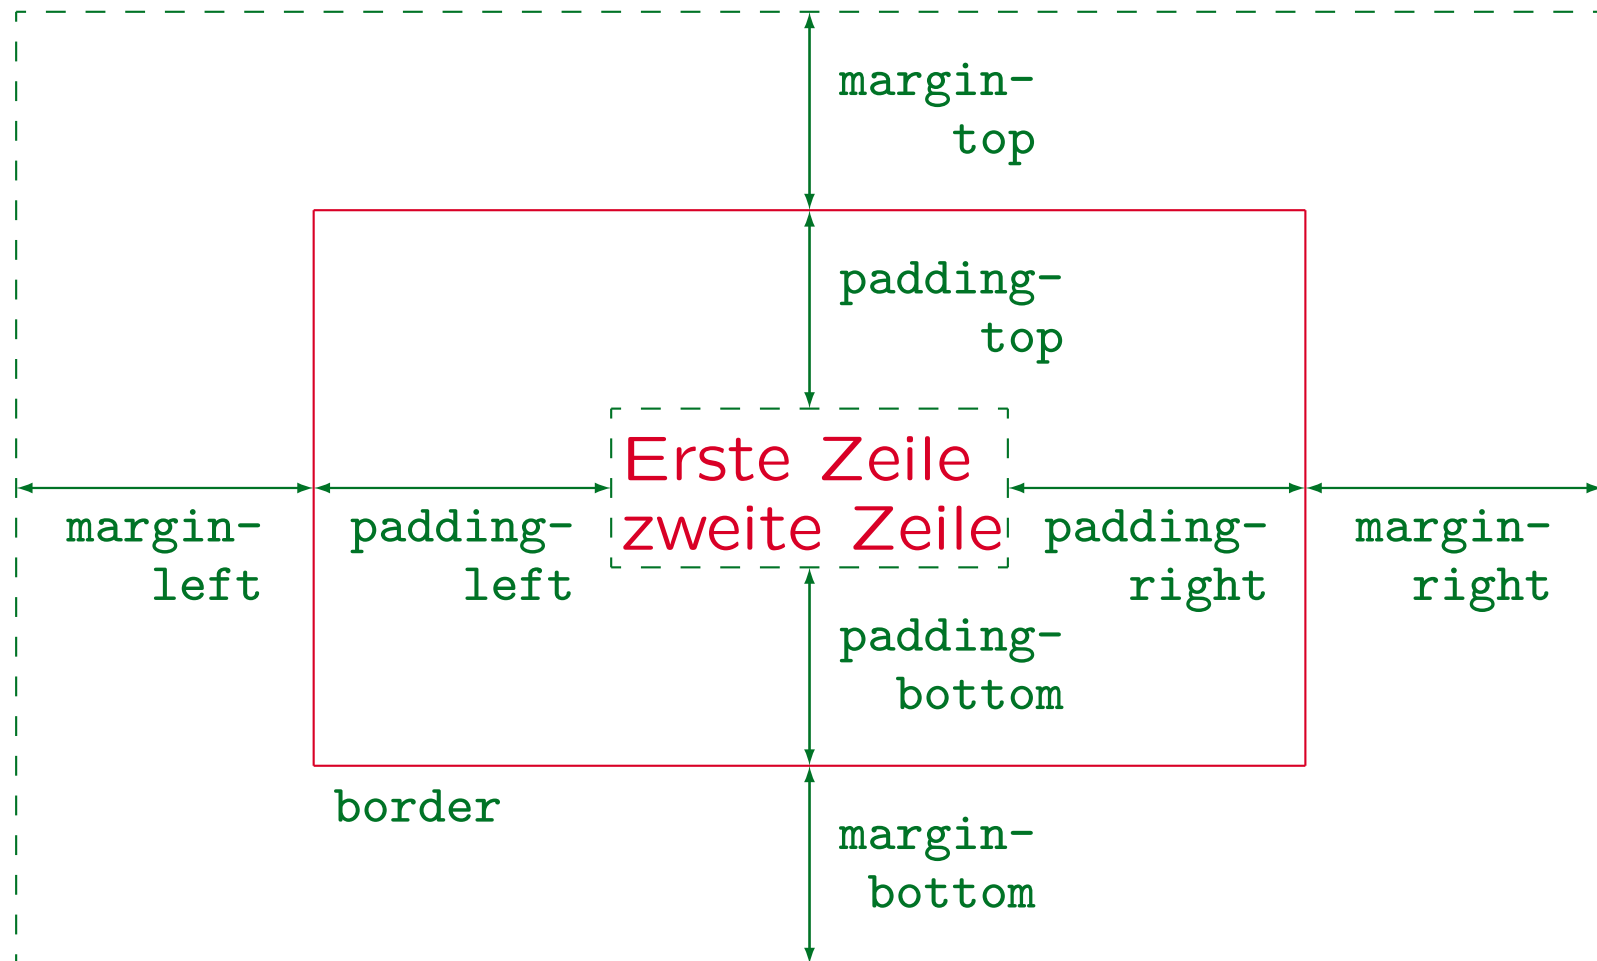 margin-
top
padding-
top
Erste Zeile
zweite Zeile
margin-
left
padding-
left
padding-
right
margin-
right
padding-
bottom
border
margin-
bottom